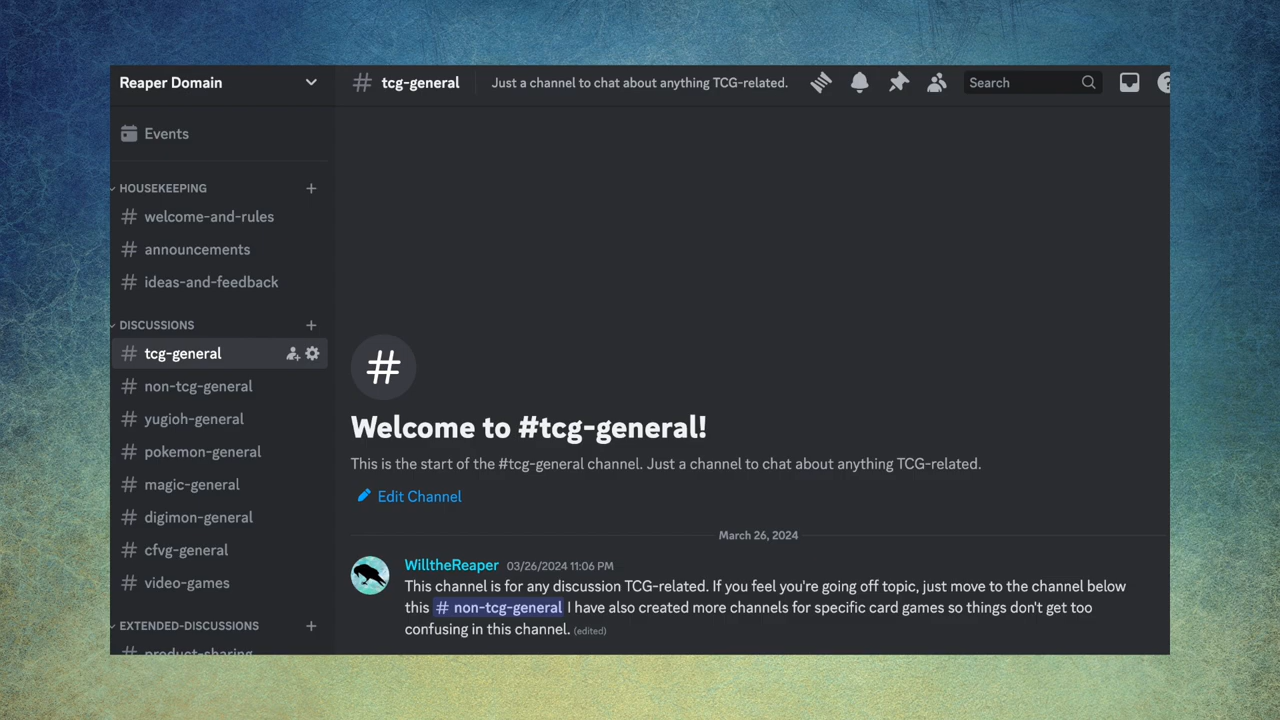 Reaper Domain
Events
HOUSEKEEPING
welcome-and-rules
announcements
ideas-and-feedback
DISCUSSIONS
tcg-general
non-tcg-general
yugioh-general
pokemon-general
magic-general
digimon-general
cfvg-general
video-games
EXTENDED-DISCUSSIONS
product-sharing
# tcg-general
Just a channel to chat about anything TCG-related.
Search
#
Welcome to #tcg-general!
This is the start of the #tcg-general channel. Just a channel to chat about anything TCG-related.
Edit Channel
March 26, 2024
WilltheReaper 03/26/2024 11:06 PM
This channel is for any discussion TCG-related. If you feel you're going off topic, just move to the channel below
this # non-tcg-general I have also created more channels for specific card games so things don't get too
confusing in this channel. (edited)